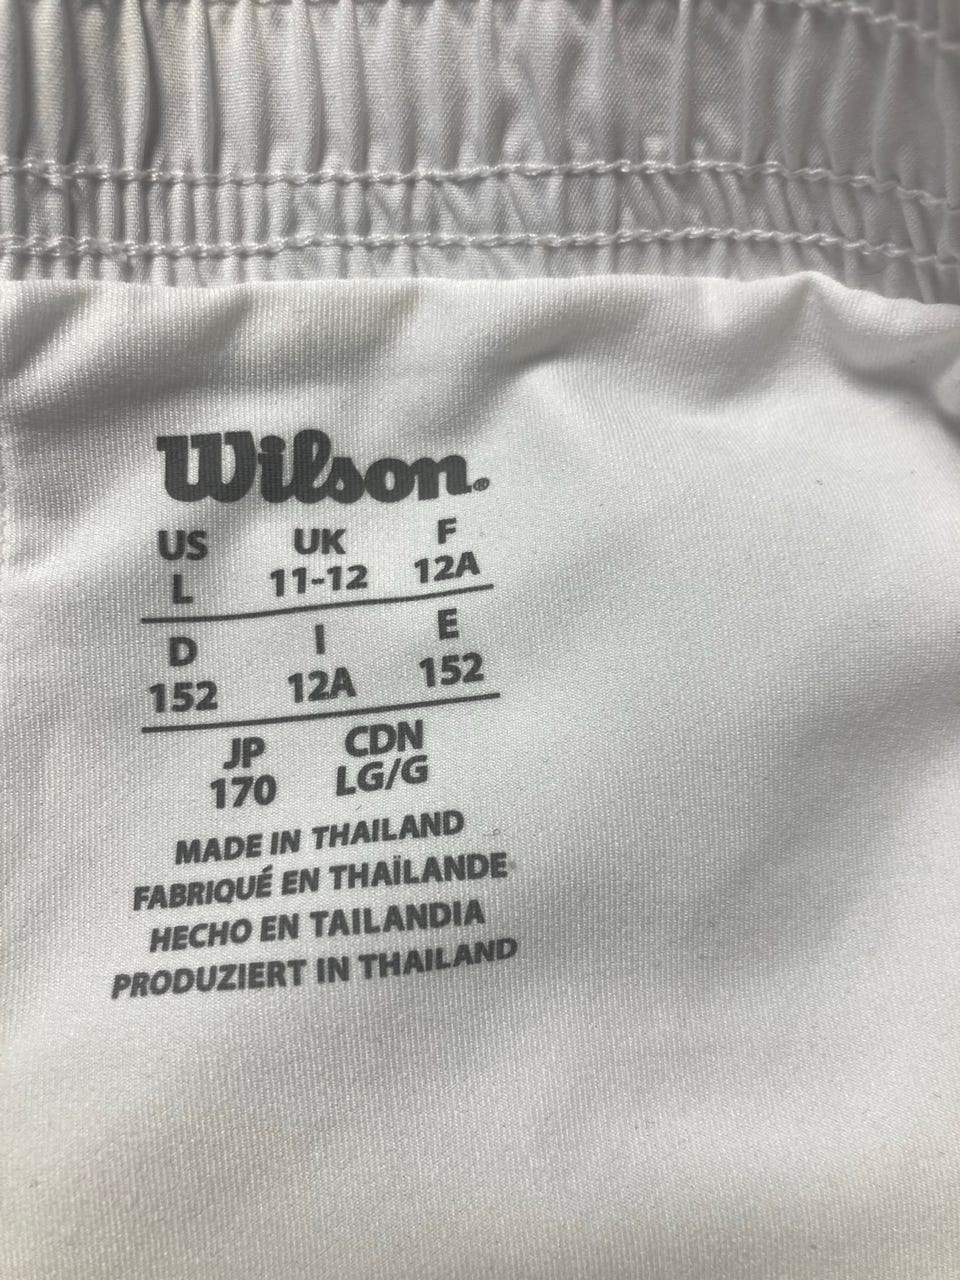 Wilson®
US UK F
L 11-12 12A
D I E
152 12A 152
JP CDN
170 LG/G
MADE IN THAILAND
FABRIQUÉ EN THAÏLANDE
HECHO EN TAILANDIA
PRODUZIERT IN THAILAND